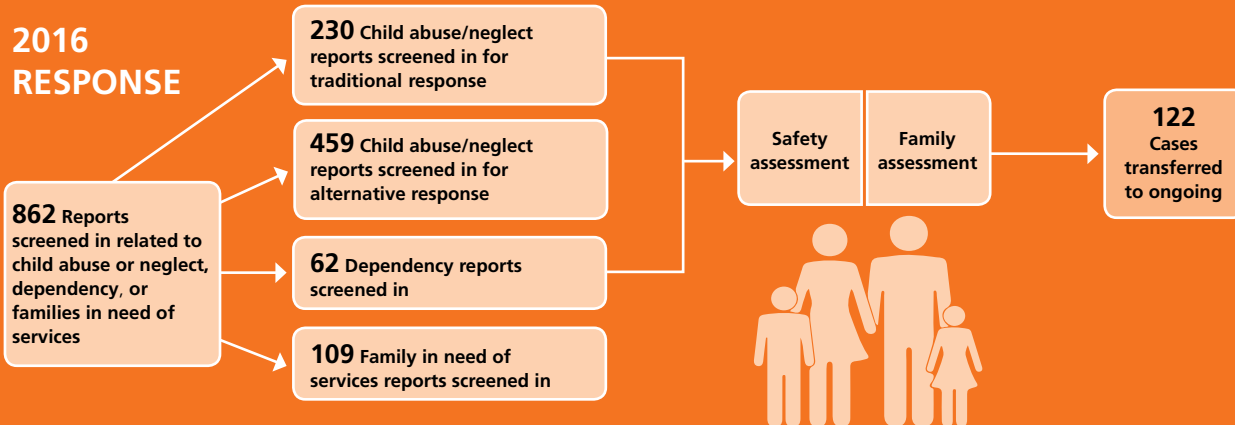 2016
RESPONSE
862 Reports
screened in related to
child abuse or neglect,
dependency, or
families in need of
services
230 Child abuse/neglect
reports screened in for
traditional response
459 Child abuse/neglect
reports screened in for
alternative response
62 Dependency reports
screened in
109 Family in need of
services reports screened in
Safety
assessment
Family
assessment
122
Cases
transferred
to ongoing